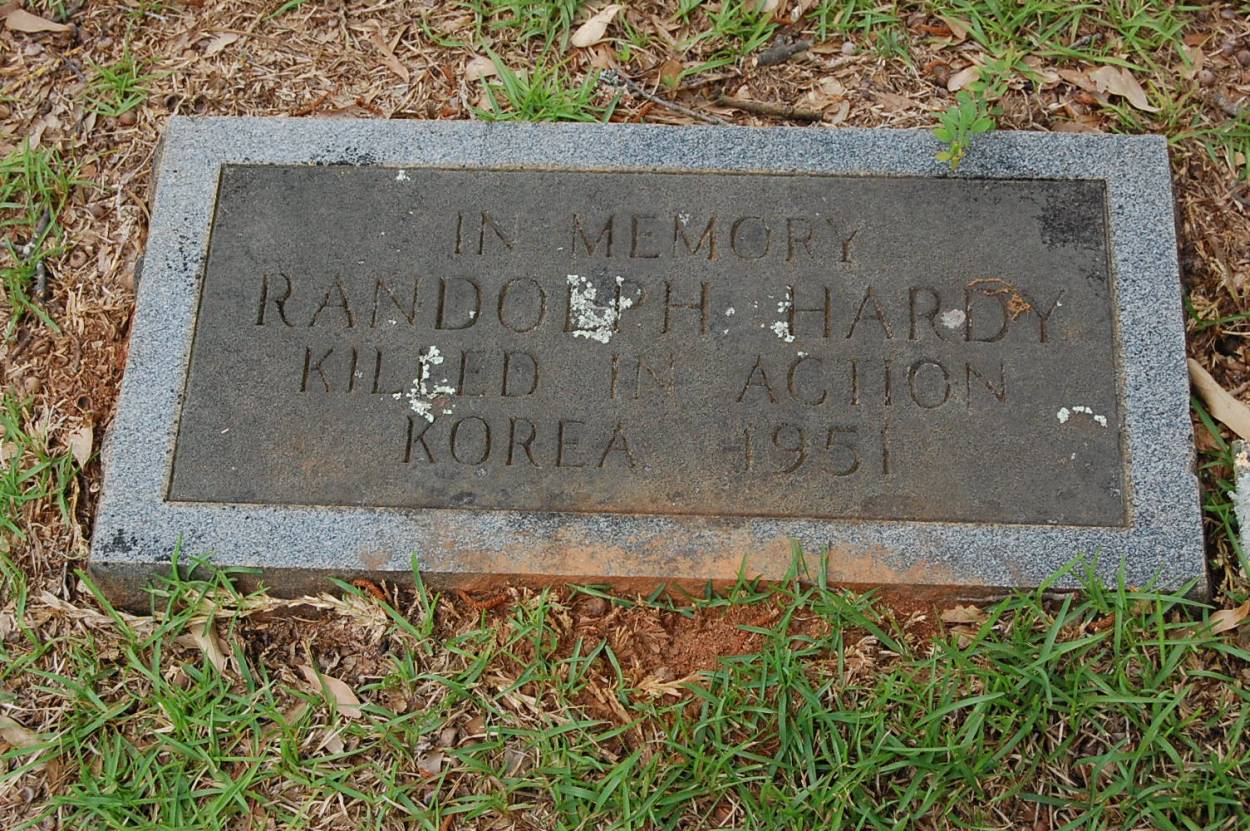 IN MEMORY
RANDOLPH HARDY
KILLED IN ACTION
KOREA 1951